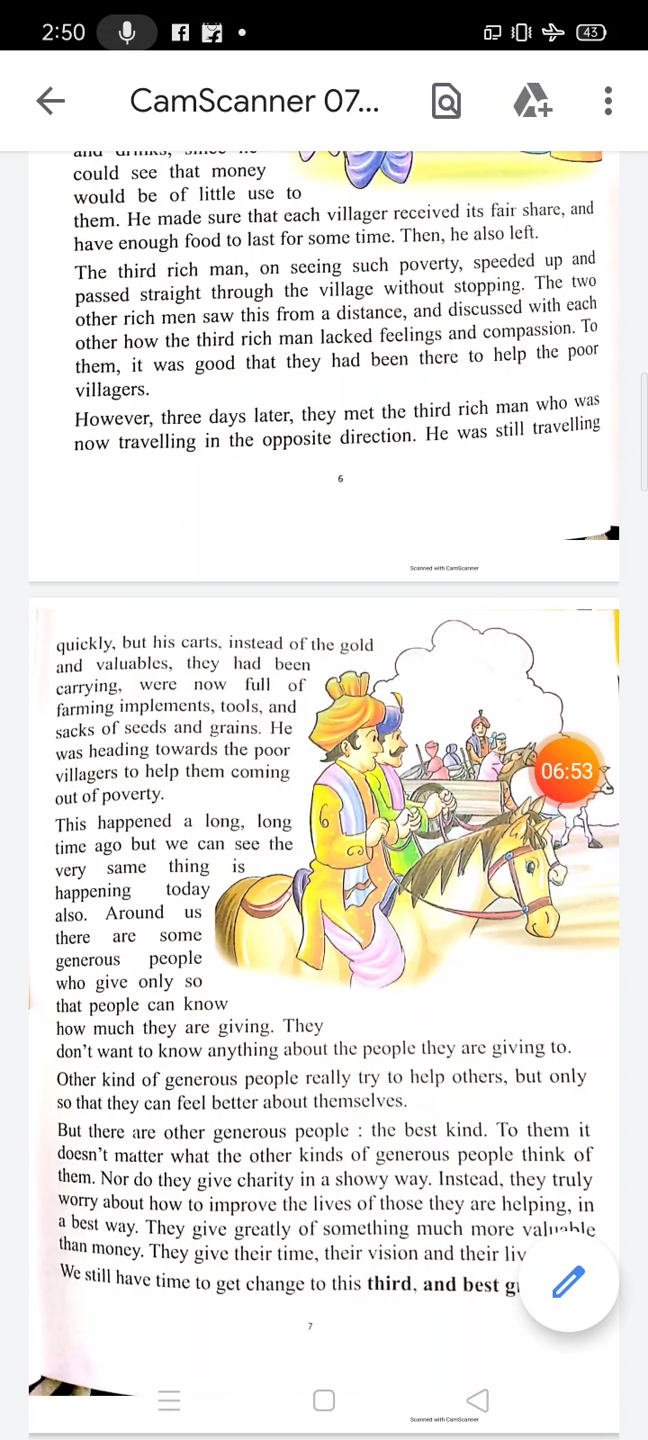 2:50
43
CamScanner 07...
could see that money
would be of little use to
them. He made sure that each villager received its fair share, and
have enough food to last for some time. Then, he also left.
The third rich man, on seeing such poverty, speeded up and
passed straight through the village without stopping. The two
other rich men saw this from a distance, and discussed with each
other how the third rich man lacked feelings and compassion. To
them, it was good that they had been there to help the poor
villagers.
However, three days later, they met the third rich man who was
now travelling in the opposite direction. He was still travelling
6
Scanned with CamScanner
quickly, but his carts, instead of the gold
and valuables, they had been
carrying, were now full of
farming implements, tools, and
sacks of seeds and grains. He
was heading towards the poor
villagers to help them coming
out of poverty.
06:53
This happened a long, long
time ago but we can see the
very same thing is
happening today
also. Around us
there are some
generous people
who give only so
that people can know
how much they are giving. They
don't want to know anything about the people they are giving to.
Other kind of generous people really try to help others, but only
so that they can feel better about themselves.
But there are other generous people : the best kind. To them it
doesn't matter what the other kinds of generous people think of
them. Nor do they give charity in a showy way. Instead, they truly
worry about how to improve the lives of those they are helping, in
a best way. They give greatly of something much more valuable
than money. They give their time, their vision and their
We still have time to get change to this third, and best
7
Scanned with CamScanner